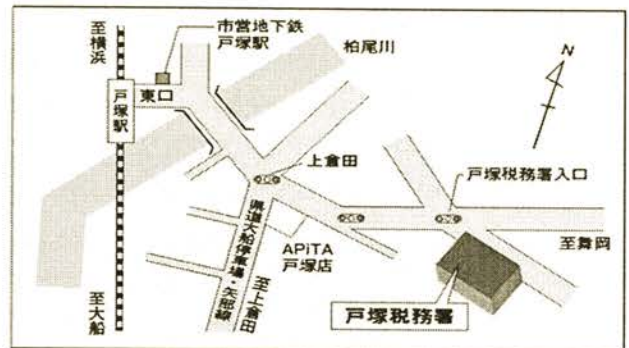 至横浜
市営地下鉄
戸塚駅
柏尾川
N
戸塚駅
東口
上倉田
戸塚税務署入口
県道大船停車場・矢部線
APiTA
戸塚店
至舞岡
至上倉田
至大船
戸塚税務署